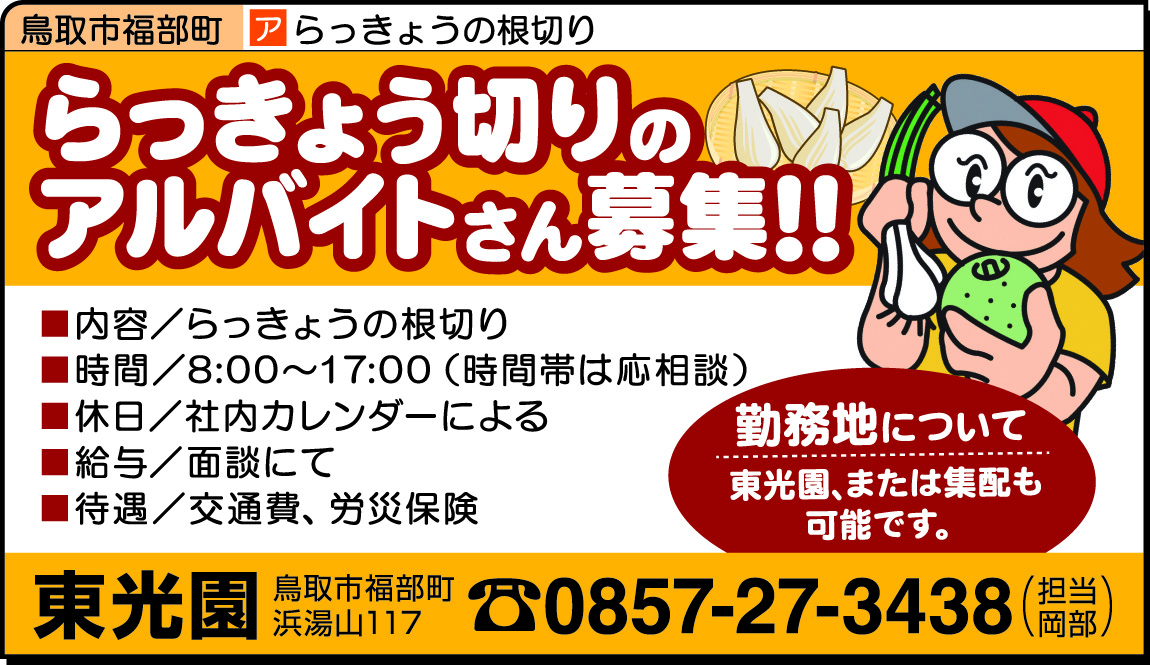 鳥取市福部町 ア らっきょうの根切り
らっきょう切りの
アルバイトさん募集!!
■内容／らっきょうの根切り
■時間／8:00〜17:00（時間帯は応相談）
■休日／社内カレンダーによる
■給与／面談にて
■待遇／交通費、労災保険
勤務地について
東光園、または集配も
可能です。
東光園 鳥取市福部町
浜湯山117
☎0857-27-3438（担当
岡部）